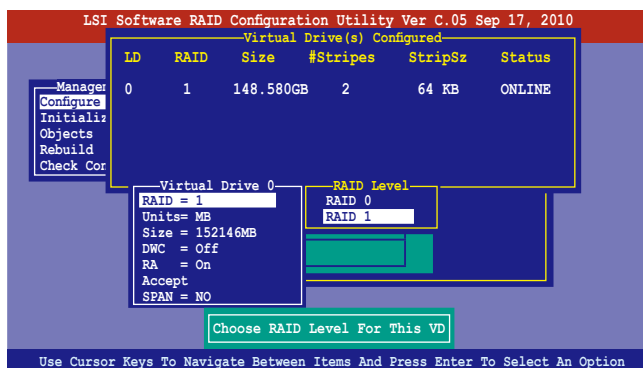 LSI Software RAID Configuration Utility Ver C.05 Sep 17, 2010
Virtual Drive(s) Configured
LD RAID Size #Stripes StripSz Status
0 1 148.580GB 2 64 KB ONLINE
Configure
Objects
Rebuild
Check
Virtual Drive 0
RAID = 1
Units= MB
Size = 152146MB
DWC = Off
RA = On
Accept
SPAN = NO
RAID Level
RAID 0
RAID 1
Choose RAID Level For This VD
Use Cursor Keys To Navigate Between Items And Press Enter To Select An Option